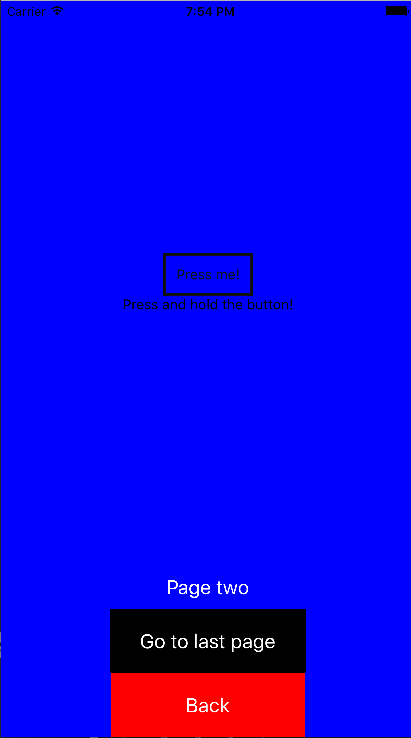 Carrier 7:54 PM
Press me!
Press and hold the button!
Page two
Go to last page
Back